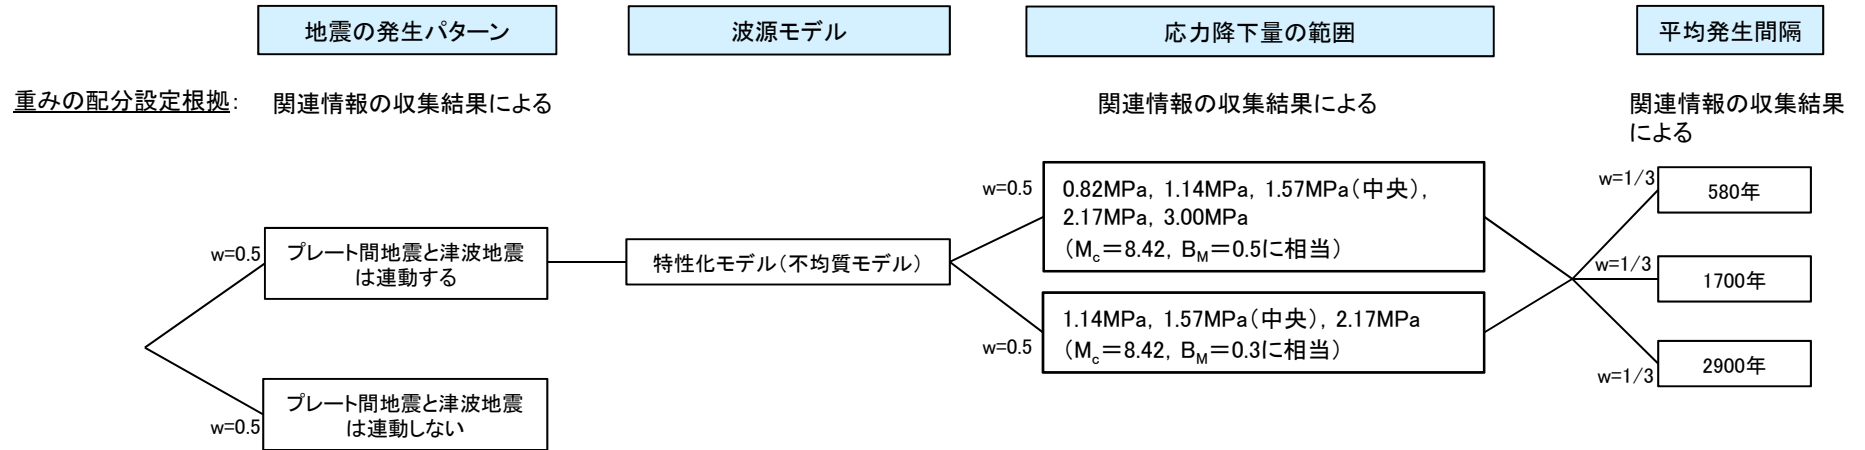 地震の発生パターン
波源モデル
応力降下量の範囲
平均発生間隔
重みの配分設定根拠:
関連情報の収集結果による
関連情報の収集結果による
関連情報の収集結果
による
w=0.5
プレート間地震と津波地震
は連動する
特性化モデル(不均質モデル)
w=0.5
0.82MPa, 1.14MPa, 1.57MPa(中央),
2.17MPa, 3.00MPa
(Mc=8.42, BM=0.5に相当)
w=0.5
1.14MPa, 1.57MPa(中央), 2.17MPa
(Mc=8.42, BM=0.3に相当)
w=1/3
580年
w=1/3
1700年
w=1/3
2900年
w=0.5
プレート間地震と津波地震
は連動しない